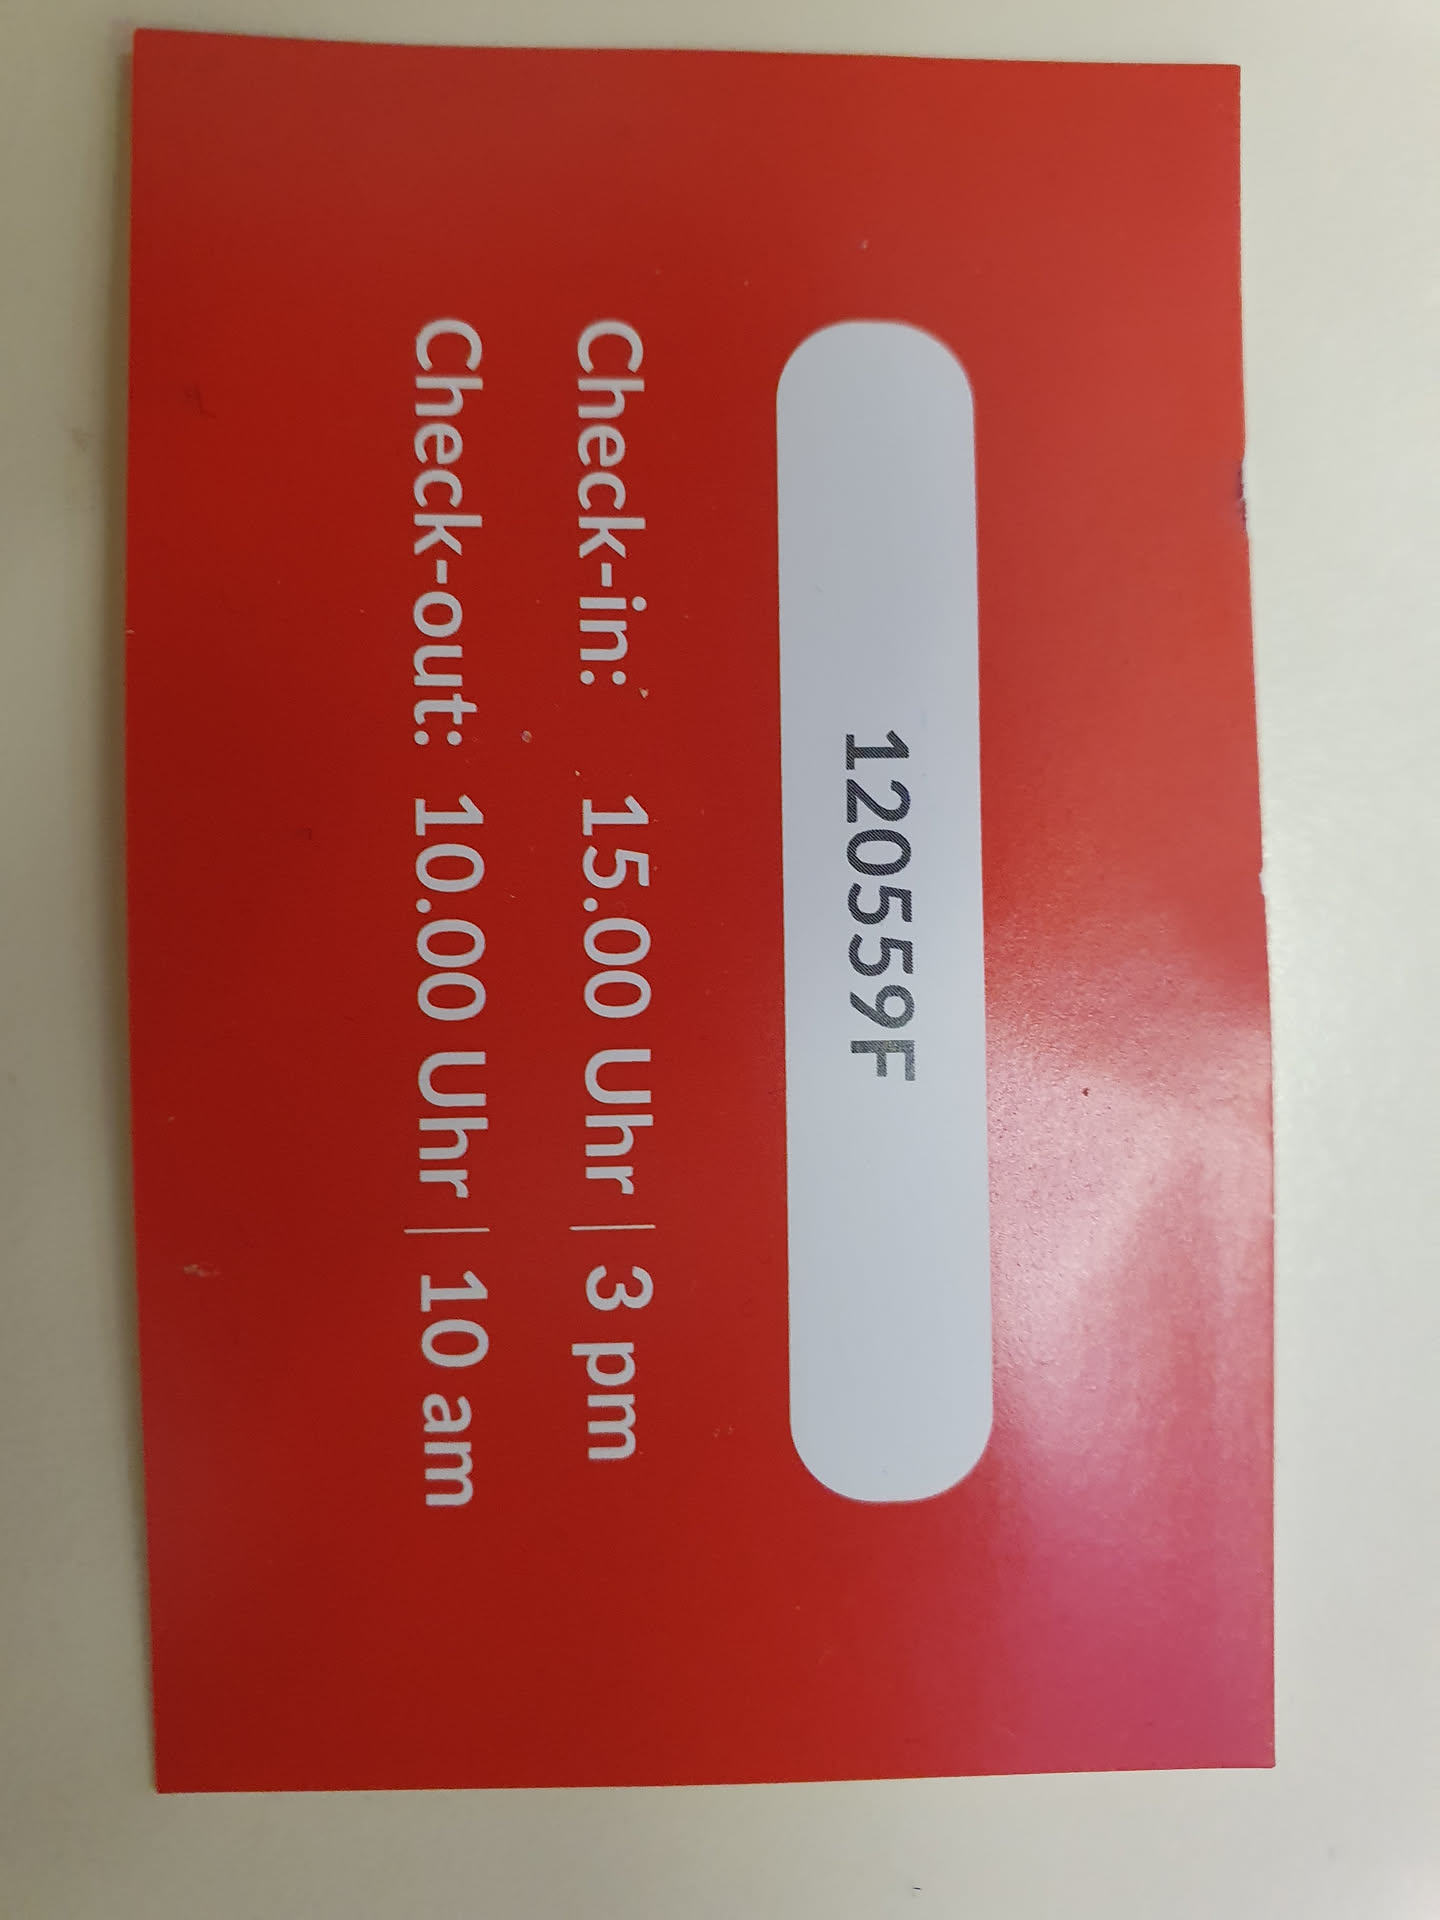 120559F
Check-in: 15.00 Uhr | 3 pm
Check-out: 10.00 Uhr | 10 am